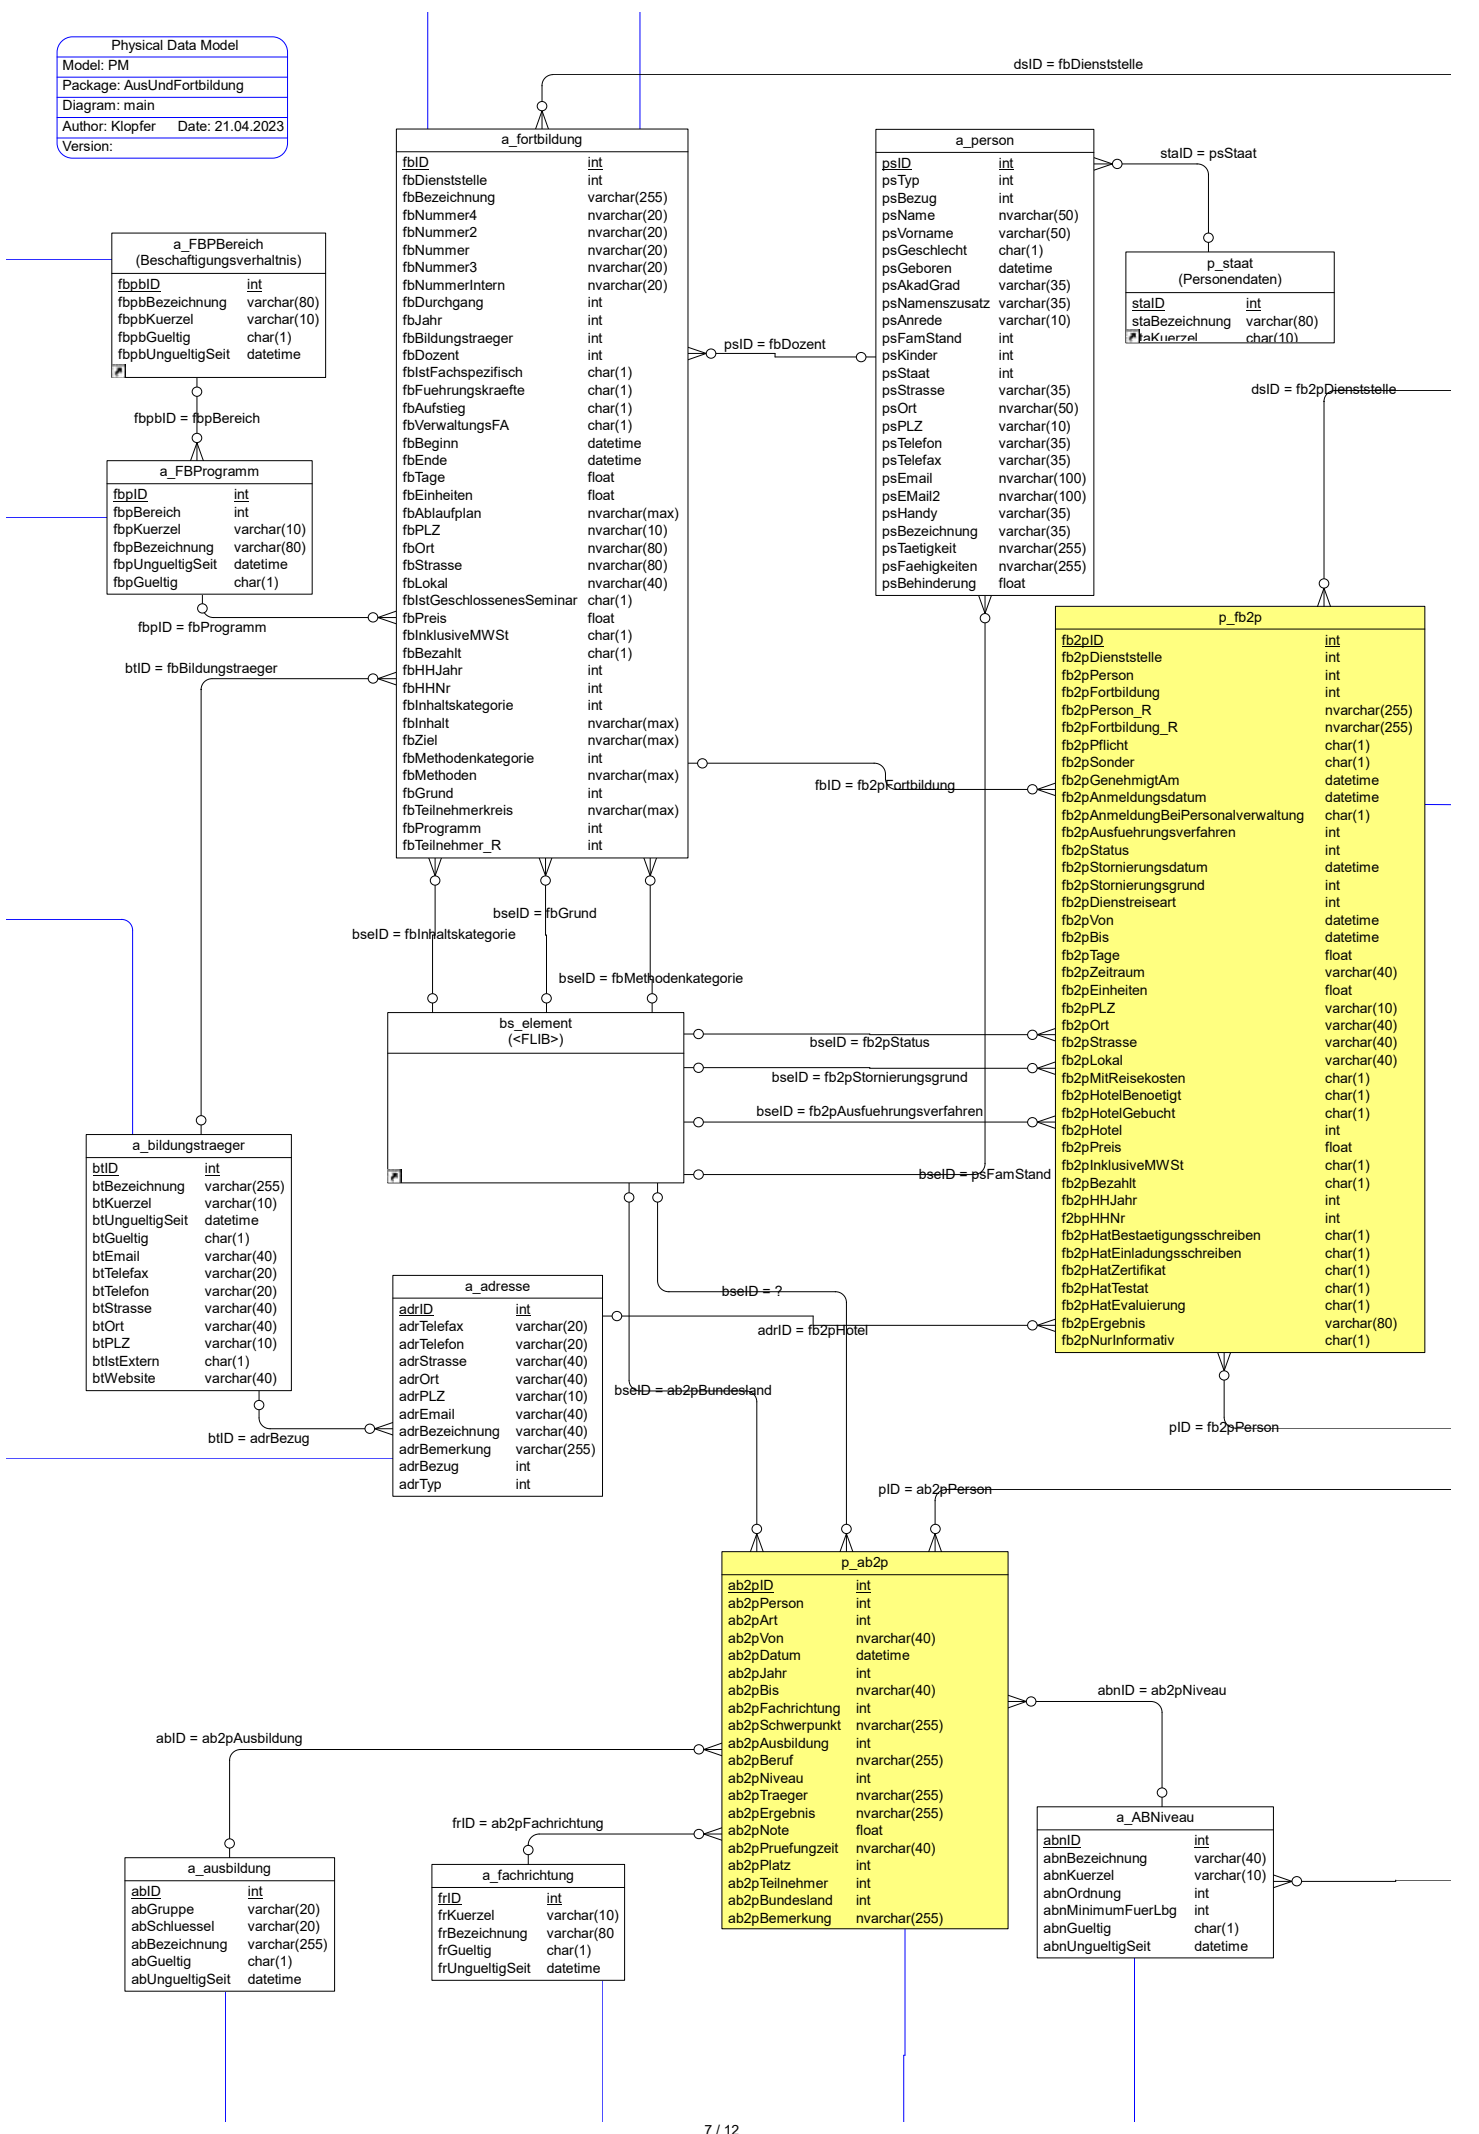 Physical Data Model
Model: PM
Package: AusUndFortbildung
Diagram: main
Author: Klopfer Date: 21.04.2023
Version:
dsID = fbDienststelle
a_fortbildung
fbID int
fbDienststelle int
fbBezeichnung varchar(255)
fbNummer4 nvarchar(20)
fbNummer2 nvarchar(20)
fbNummer nvarchar(20)
fbNummer3 nvarchar(20)
fbNummerIntern nvarchar(20)
fbDurchgang int
fbJahr int
fbBildungstraeger int
fbDozent int
fbIstFachspezifisch char(1)
fbFuehrungskraefte char(1)
fbAufstieg char(1)
fbVerwaltungsFA char(1)
fbBeginn datetime
fbEnde datetime
fbTage float
fbEinheiten float
fbAblaufplan nvarchar(max)
fbPLZ nvarchar(10)
fbOrt nvarchar(80)
fbStrasse nvarchar(80)
fbLokal nvarchar(40)
fbIstGeschlossenesSeminar char(1)
fbPreis float
fbInklusiveMWSt char(1)
fbBezahlt char(1)
fbHHJahr int
fbHHNr int
fbInhaltskategorie int
fbInhalt nvarchar(max)
fbZiel nvarchar(max)
fbMethodenkategorie int
fbMethoden nvarchar(max)
fbGrund int
fbTeilnehmerkreis nvarchar(max)
fbProgramm int
fbTeilnehmer_R int
a_person
psID int
psTyp int
psBezug int
psName nvarchar(50)
psVorname varchar(50)
psGeschlecht char(1)
psGeboren datetime
psAkadGrad varchar(35)
psNamenszusatz varchar(35)
psAnrede varchar(10)
psFamStand int
psKinder int
psStaat int
psStrasse varchar(35)
psOrt nvarchar(50)
psPLZ varchar(10)
psTelefon varchar(35)
psTelefax varchar(35)
psEmail nvarchar(100)
psEMail2 nvarchar(100)
psHandy varchar(35)
psBezeichnung varchar(35)
psTaetigkeit nvarchar(255)
psFaehigkeiten nvarchar(255)
psBehinderung float
staID = psStaat
p_staat
(Personendaten)
staID int
staBezeichnung varchar(80)
taKuerzel char(10)
a_FBPBereich
(Beschaftigungsverhaltnis)
fbpbID int
fbpbBezeichnung varchar(80)
fbpbKuerzel varchar(10)
fbpbGueltig char(1)
fbpbUngueltigSeit datetime
fbpbID = fbpBereich
a_FBProgramm
fbpID int
fbpBereich int
fbpKuerzel varchar(10)
fbpBezeichnung varchar(80)
fbpUngueltigSeit datetime
fbpGueltig char(1)
fbpID = fbProgramm
btID = fbBildungstraeger
psID = fbDozent
dsID = fb2pDienststelle
p_fb2p
fb2pID int
fb2pDienststelle int
fb2pPerson int
fb2pFortbildung int
fb2pPerson_R nvarchar(255)
fb2pFortbildung_R nvarchar(255)
fb2pPflicht char(1)
fb2pSonder char(1)
fb2pGenehmigtAm datetime
fb2pAnmeldungsdatum datetime
fb2pAnmeldungBeiPersonalverwaltung char(1)
fb2pAusfuehrungsverfahren int
fb2pStatus int
fb2pStornierungsdatum datetime
fb2pStornierungsgrund int
fb2pDienstreiseart int
fb2pVon datetime
fb2pBis datetime
fb2pTage float
fb2pZeitraum varchar(40)
fb2pEinheiten float
fb2pPLZ varchar(10)
fb2pOrt varchar(40)
fb2pStrasse varchar(40)
fb2pLokal varchar(40)
fb2pMitReisekosten char(1)
fb2pHotelBenoetigt char(1)
fb2pHotelGebucht char(1)
fb2pHotel int
fb2pPreis float
fb2pInklusiveMWSt char(1)
fb2pBezahlt char(1)
fb2pHHJahr int
f2bpHHNr int
fb2pHatBestaetigungsschreiben char(1)
fb2pHatEinladungsschreiben char(1)
fb2pHatZertifikat char(1)
fb2pHatTestat char(1)
fb2pHatEvaluierung char(1)
fb2pErgebnis varchar(80)
fb2pNurInformativ char(1)
fbID = fb2pFortbildung
bseID = fbGrund
bseID = fbInhaltskategorie
bseID = fbMethodenkategorie
bs_element
(<FLIB>)
bseID = fb2pStatus
bseID = fb2pStornierungsgrund
bseID = fb2pAusfuehrungsverfahren
bseID = psFamStand
a_bildungstraeger
btID int
btBezeichnung varchar(255)
btKuerzel varchar(10)
btUngueltigSeit datetime
btGueltig char(1)
btEmail varchar(40)
btTelefax varchar(20)
btTelefon varchar(20)
btStrasse varchar(40)
btOrt varchar(40)
btPLZ varchar(10)
btIstExtern char(1)
btWebsite varchar(40)
btID = adrBezug
a_adresse
adrID int
adrTelefax varchar(20)
adrTelefon varchar(20)
adrStrasse varchar(40)
adrOrt varchar(40)
adrPLZ varchar(10)
adrEmail varchar(40)
adrBezeichnung varchar(40)
adrBemerkung varchar(255)
adrBezug int
adrTyp int
bseID = ?
adrID = fb2pHotel
bseID = ab2pBundesland
pID = fb2pPerson
pID = ab2pPerson
p_ab2p
ab2pID int
ab2pPerson int
ab2pArt int
ab2pVon nvarchar(40)
ab2pDatum datetime
ab2pJahr int
ab2pBis nvarchar(40)
ab2pFachrichtung int
ab2pSchwerpunkt nvarchar(255)
ab2pAusbildung int
ab2pBeruf nvarchar(255)
ab2pNiveau int
ab2pTraeger nvarchar(255)
ab2pErgebnis nvarchar(255)
ab2pNote float
ab2pPruefungzeit nvarchar(40)
ab2pPlatz int
ab2pTeilnehmer int
ab2pBundesland int
ab2pBemerkung nvarchar(255)
abnID = ab2pNiveau
abID = ab2pAusbildung
frID = ab2pFachrichtung
a_ausbildung
abID int
abGruppe varchar(20)
abSchluessel varchar(20)
abBezeichnung varchar(255)
abGueltig char(1)
abUngueltigSeit datetime
a_fachrichtung
frID int
frKuerzel varchar(10)
frBezeichnung varchar(80
frGueltig char(1)
frUngueltigSeit datetime
a_ABNiveau
abnID int
abnBezeichnung varchar(40)
abnKuerzel varchar(10)
abnOrdnung int
abnMinimumFuerLbg int
abnGueltig char(1)
abnUngueltigSeit datetime
7 / 12